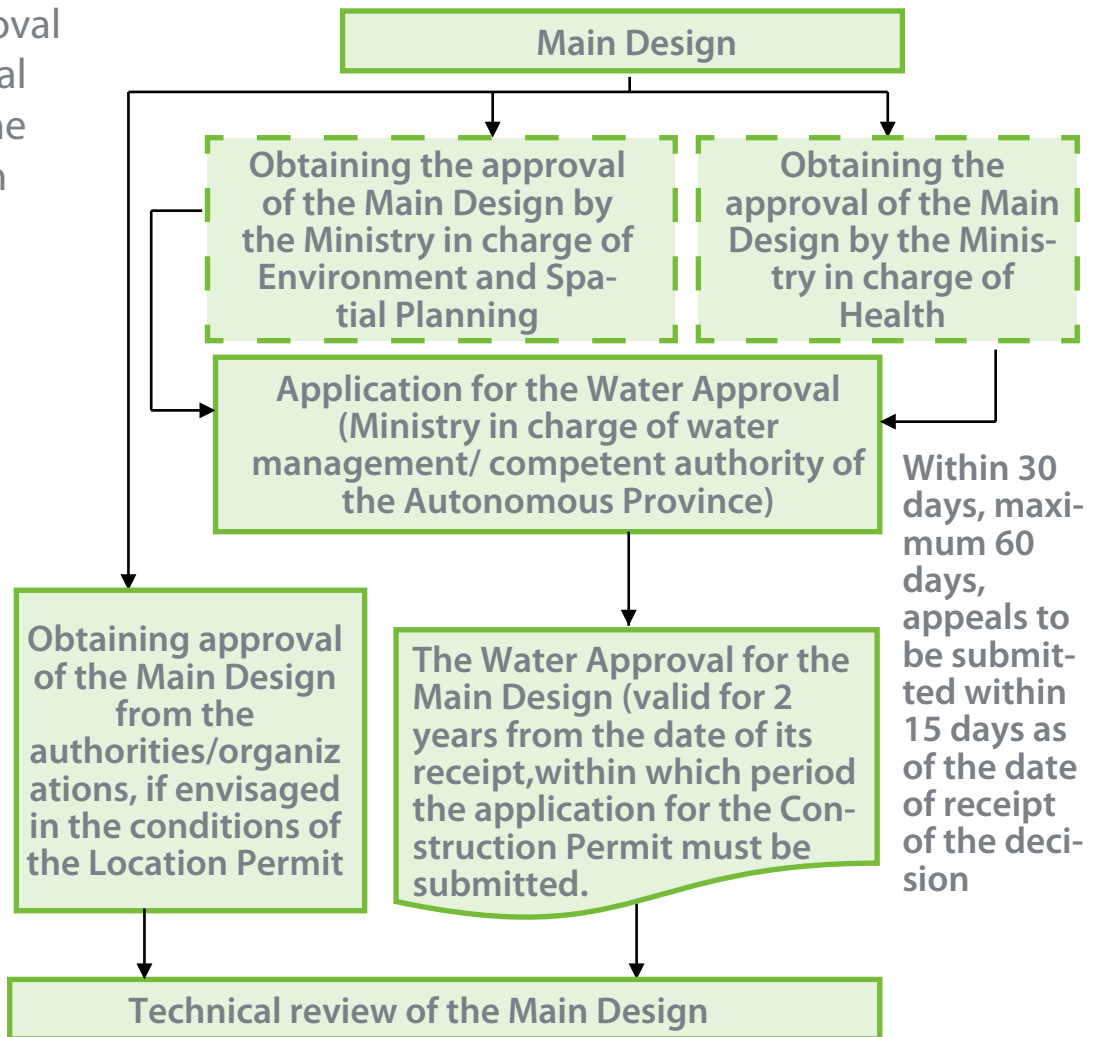 oval
al
ne
n
Main Design
Obtaining the approval
of the Main Design by
the Ministry in charge of
Environment and Spa-
tial Planning
Obtaining the
approval of the Main
Design by the Minis-
try in charge of
Health
Application for the Water Approval
(Ministry in charge of water
management/ competent authority of
the Autonomous Province)
Within 30
days, maxi-
mum 60
days,
appeals to
be submit-
ted within
15 days as
of the date
of receipt
of the deci-
sion
Obtaining approval
of the Main Design
from the
authorities/organiz
ations, if envisaged
in the conditions of
the Location Permit
The Water Approval for the
Main Design (valid for 2
years from the date of its
receipt,within which period
the application for the Con-
struction Permit must be
submitted.
Technical review of the Main Design